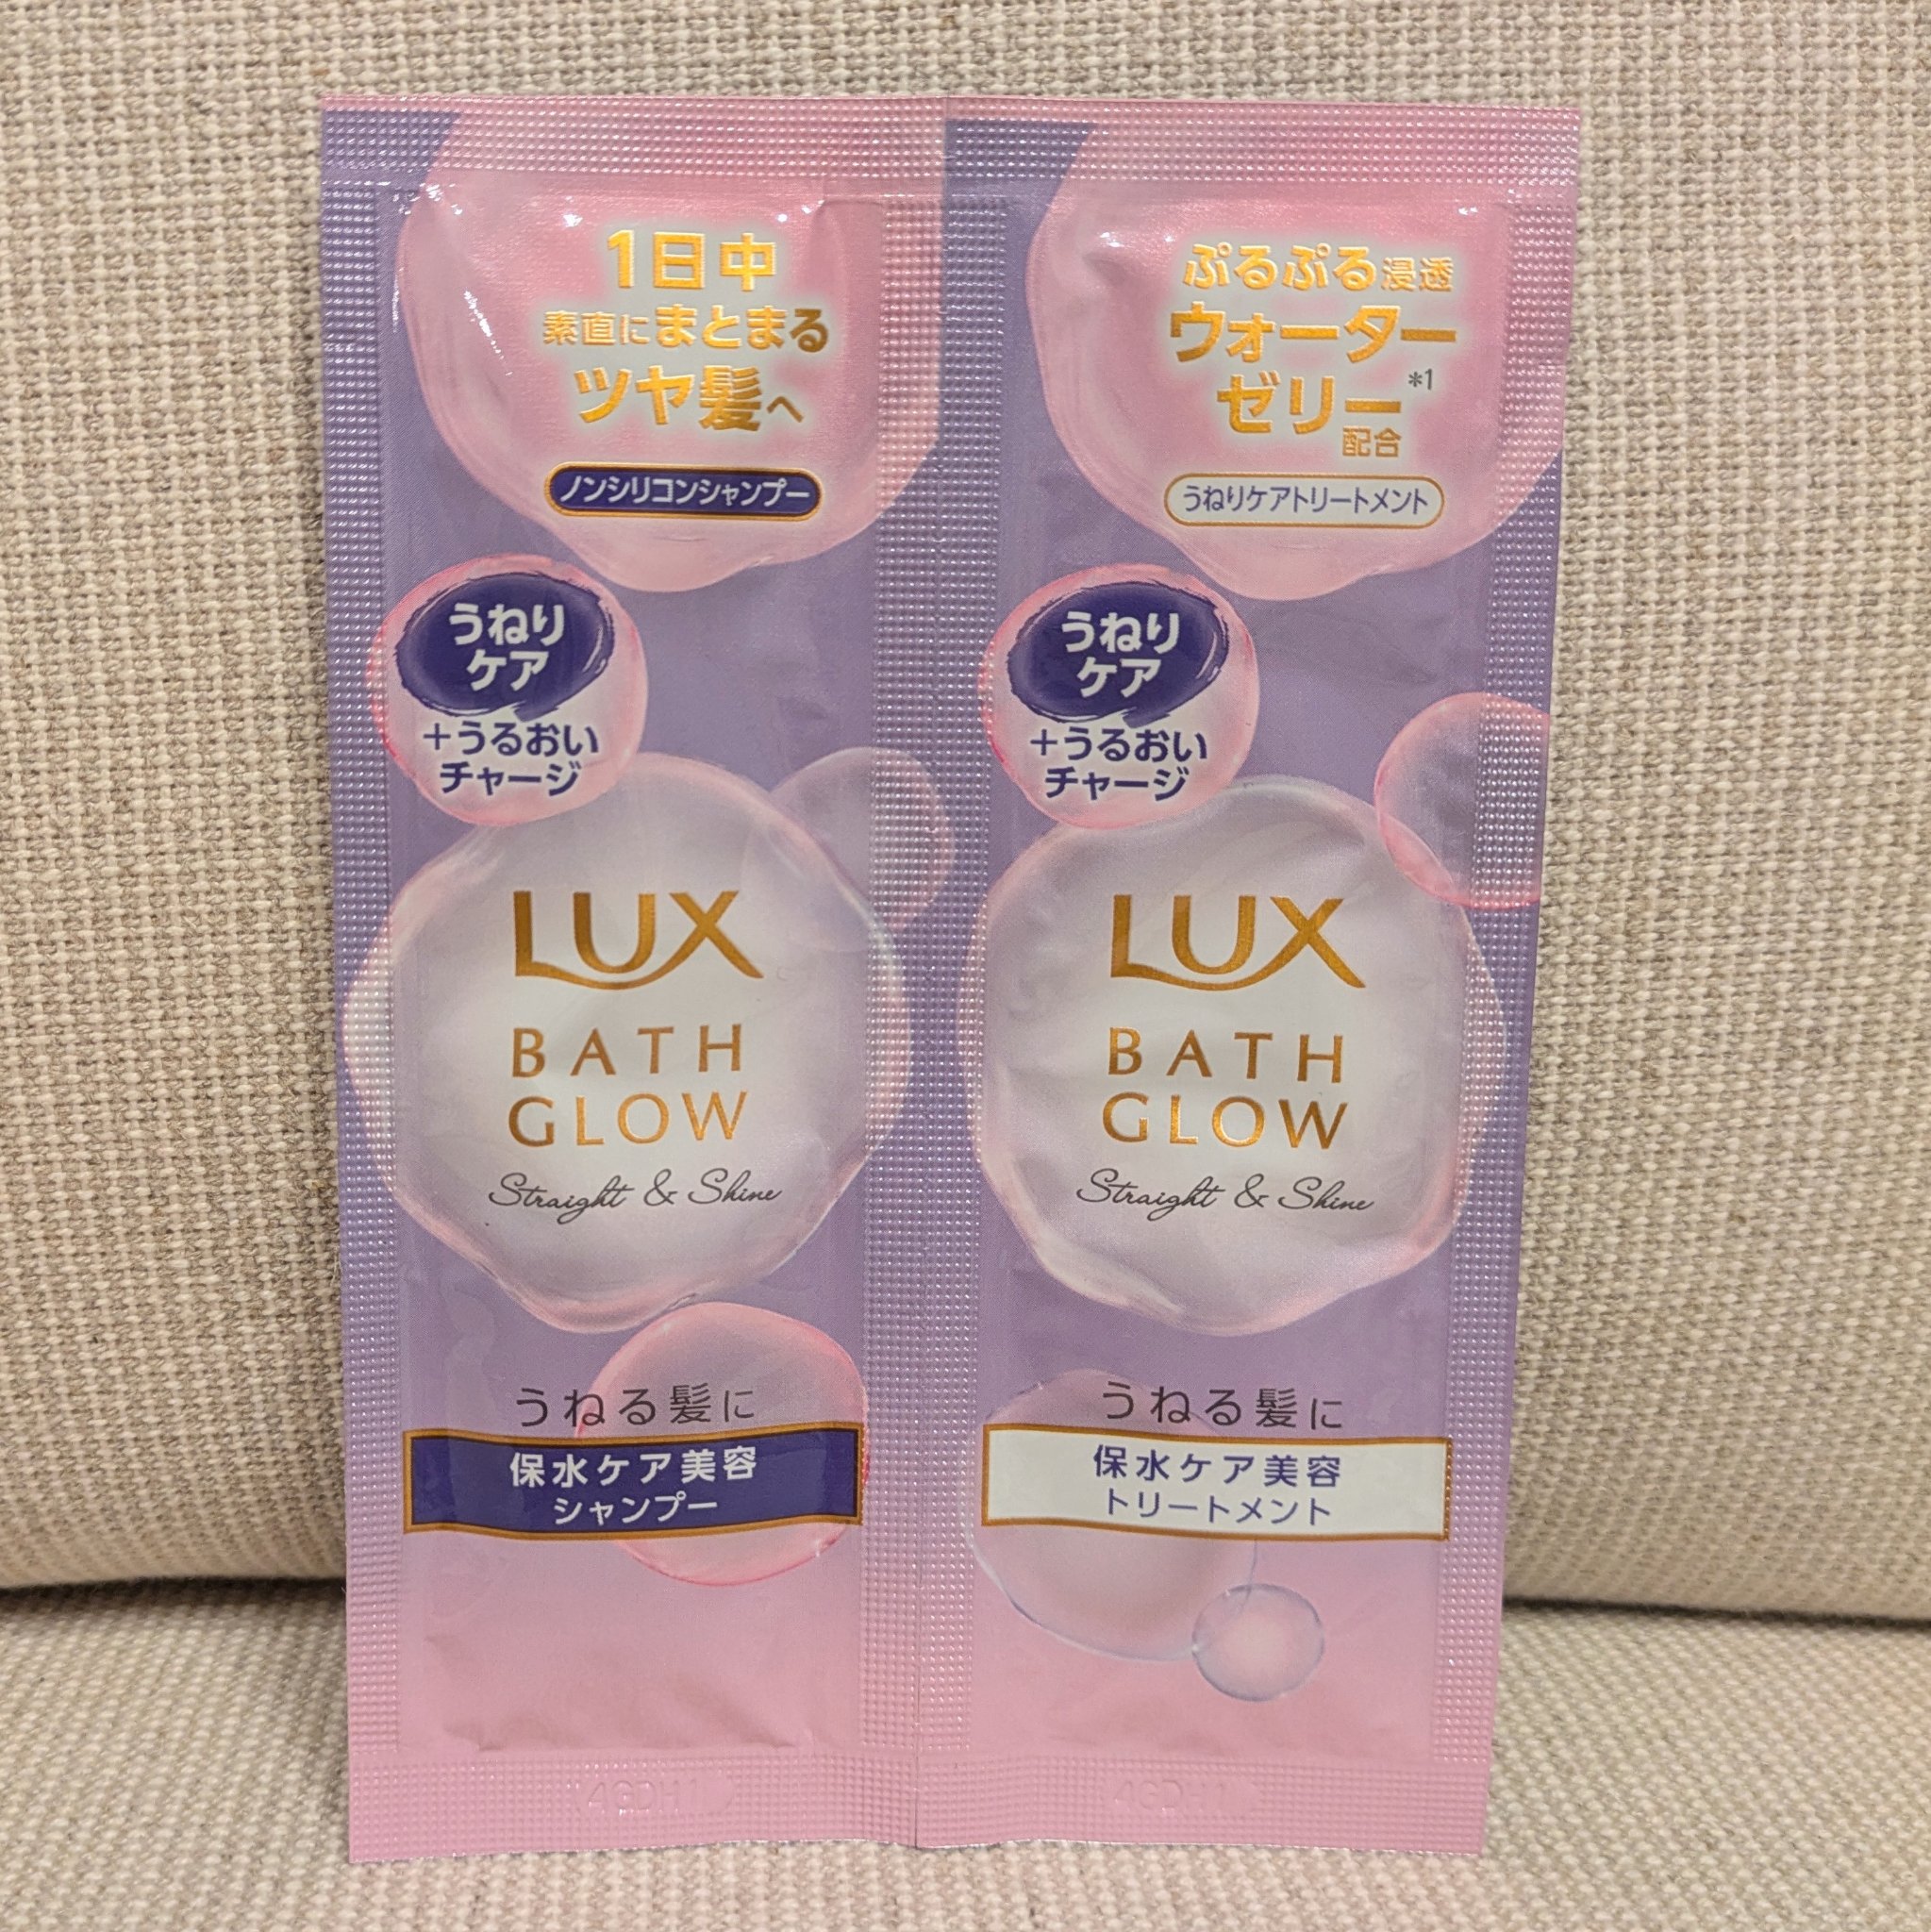 1日中
素直にまとまる
ツヤ髪へ
ノンシリコンシャンプー
うねり
ケア
+うるおい
チャージ
LUX
BATH
GLOW
Straight & Shine
うねる髪に
保水ケア美容
シャンプー
4GDH1
ぷるぷる浸透
ウォーター
ゼリー*1
配合
うねりケアトリートメント
うねり
ケア
+うるおい
チャージ
LUX
BATH
GLOW
Straight & Shine
うねる髪に
保水ケア美容
トリートメント
4GDH1